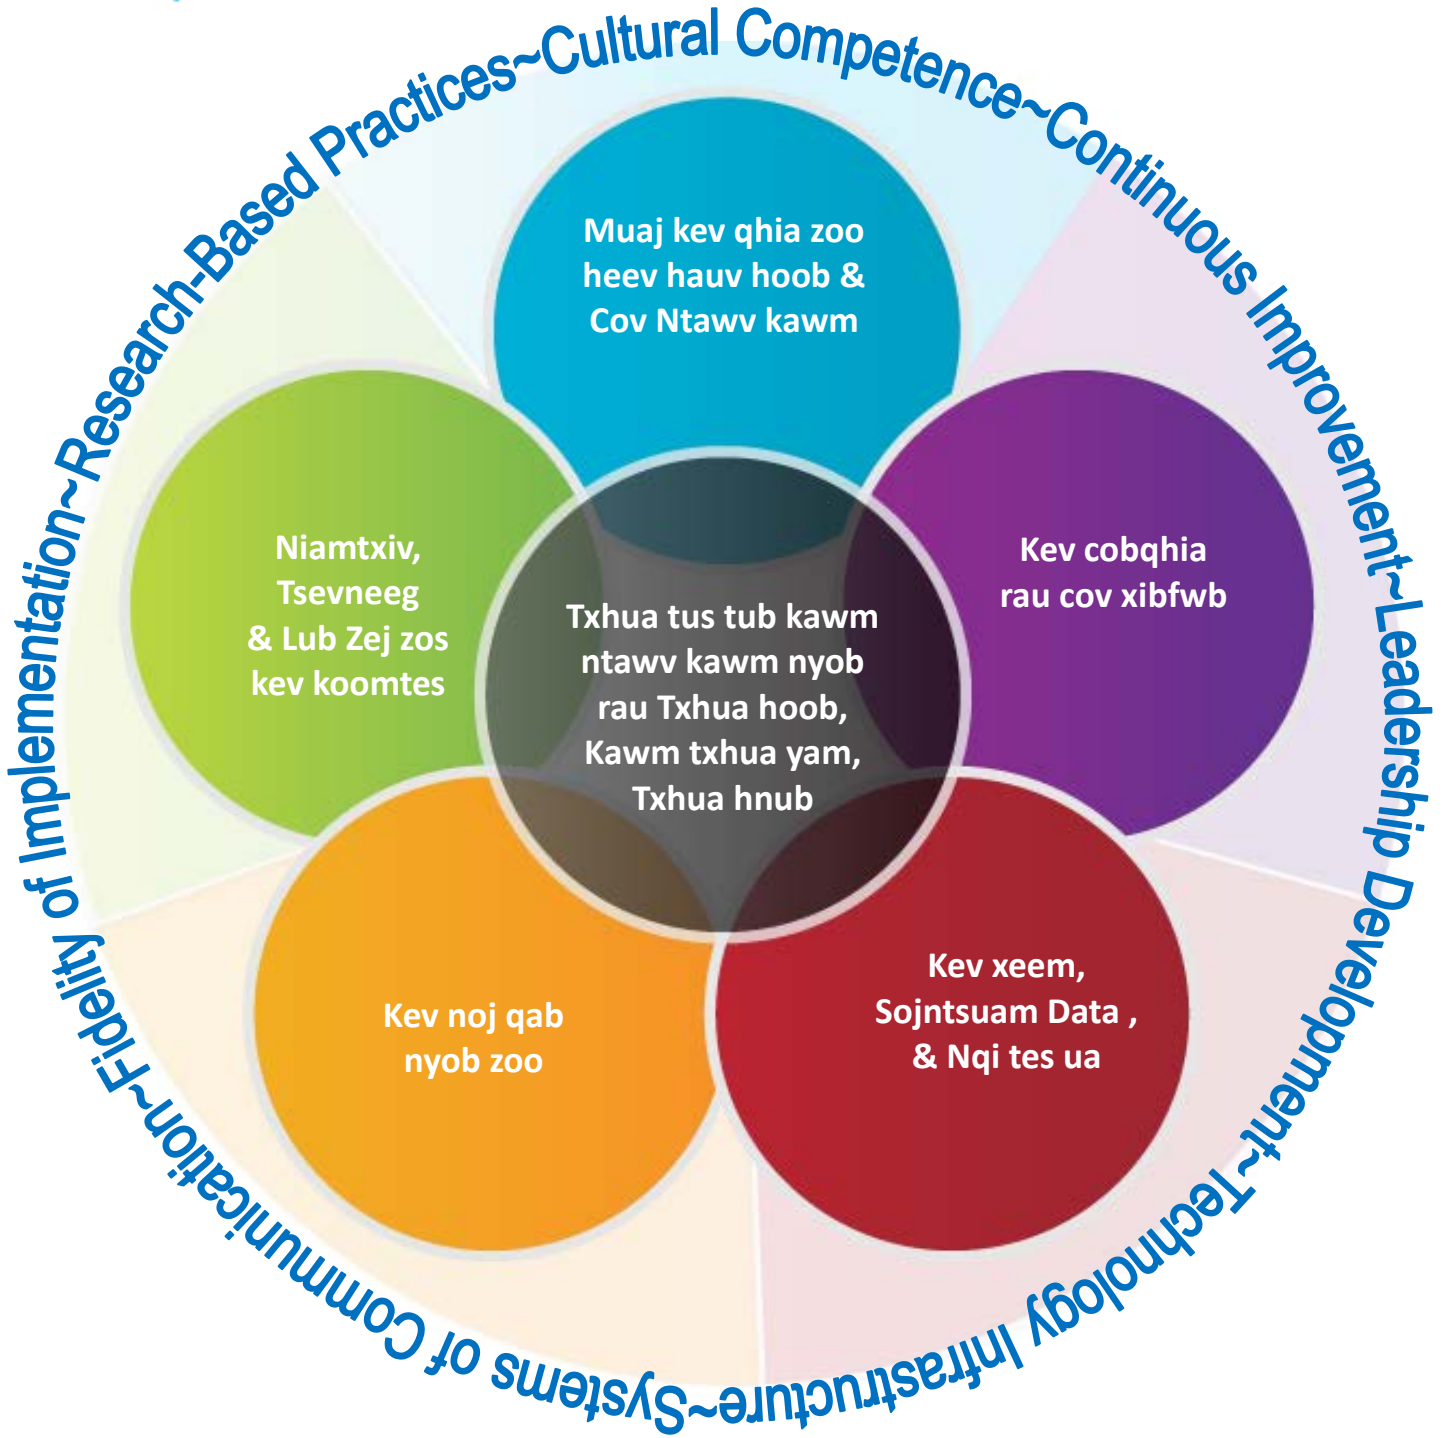 Research-Based Practices~Cultural Competence~Continuous Improvement~Leadership Development~Technology Infrastructure~Systems of Communication~Fidelity of Implementation~
Muaj kev qhia zoo
heev hauv hoob &
Cov Ntawv kawm
Kev cobqhia
rau cov xibfwb
Kev xeem,
Sojntsuam Data ,
& Nqi tes ua
Kev noj qab
nyob zoo
Niamtxiv,
Tsevneeg
& Lub Zej zos
kev koomtes
Txhua tus tub kawm
ntawv kawm nyob
rau Txhua hoob,
Kawm txhua yam,
Txhua hnub